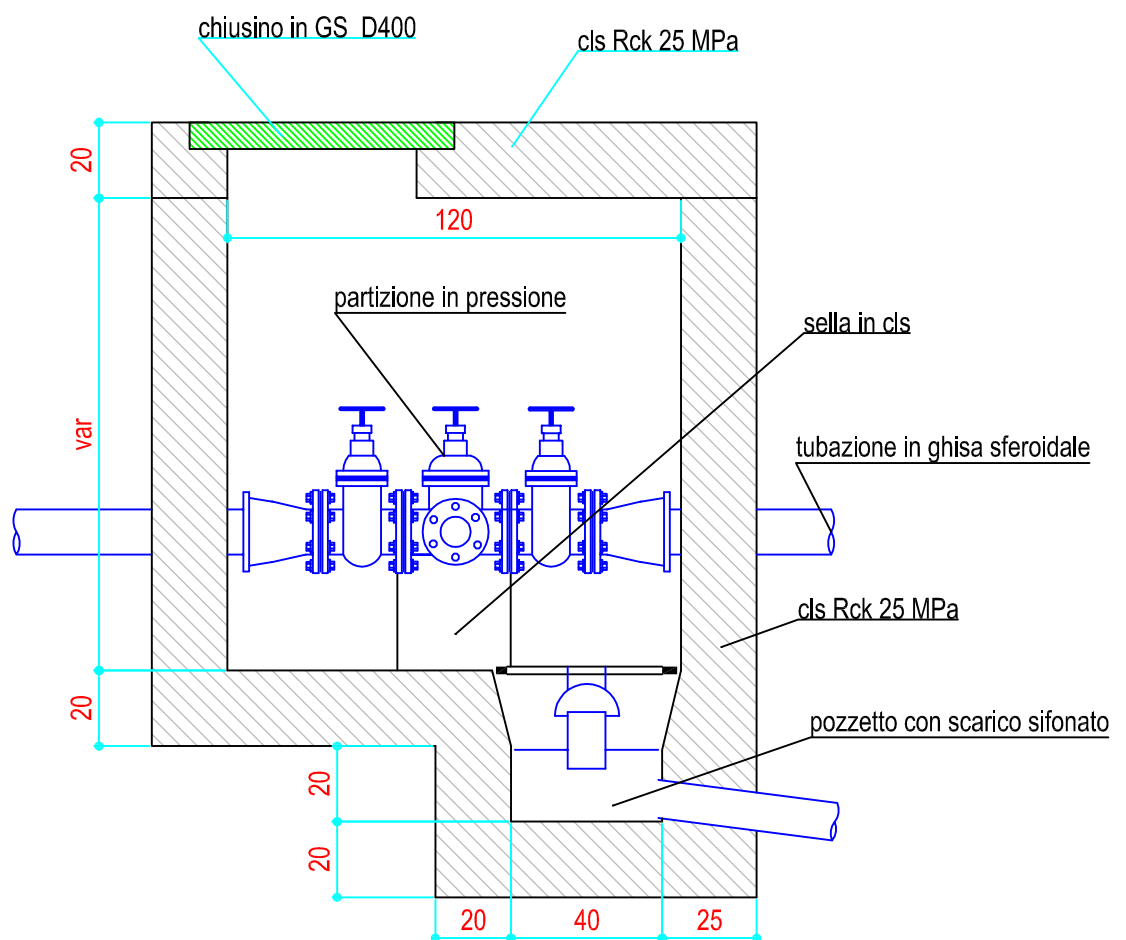 chiusino in GS D400
cls Rck 25 MPa
20
120
partizione in pressione
sella in cls
var
tubazione in ghisa sferoidale
cls Rck 25 MPa
20
pozzetto con scarico sifonato
20
20
20
40
25